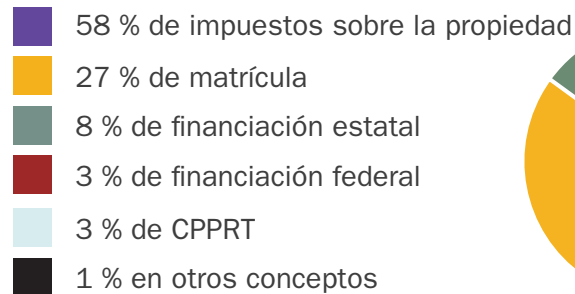 58 % de impuestos sobre la propiedad
27 % de matrícula
8 % de financiación estatal
3 % de financiación federal
3 % de CPPRT
1 % en otros conceptos